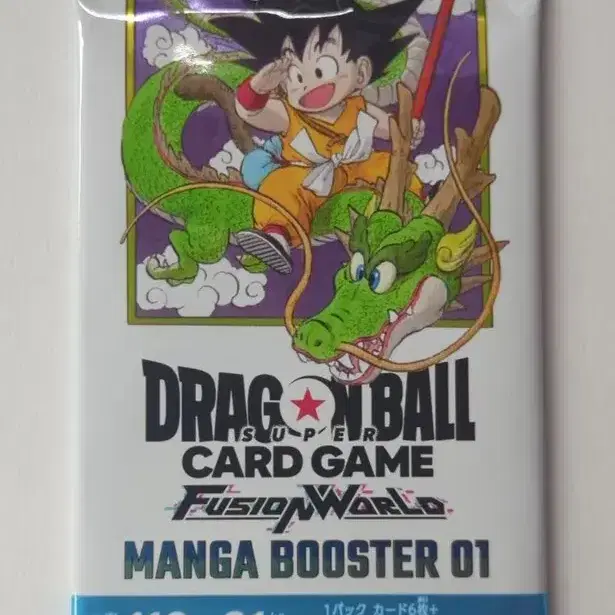 DRAGON BALL
SUPER
CARD GAME
FUSION WORLD
MANGA BOOSTER 01
1パック カード6枚+